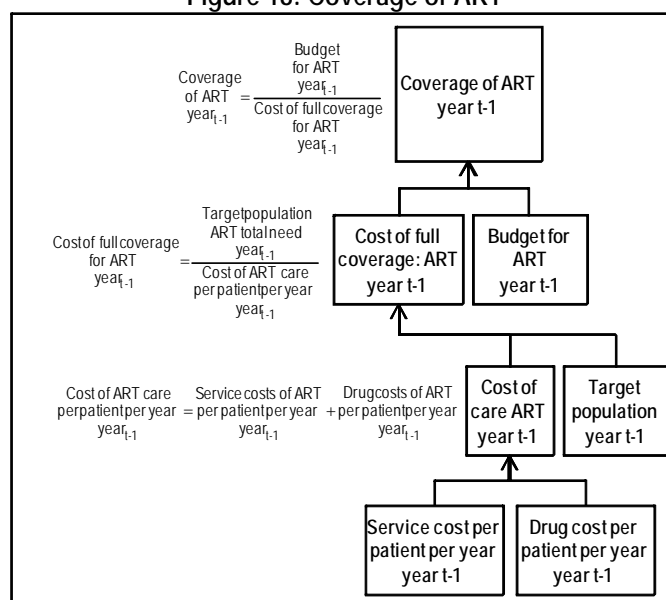 Figure 10: Coverage of ART
Coverage
of ART
year t-1
=
Budget
for ART
year t-1
Cost of full coverage
for ART
year t-1
Coverage of ART
year t-1
Cost of full coverage
for ART
year t-1
=
Target population
ART total need
year t-1
Cost of ART care
per patient per year
year t-1
Cost of full
coverage: ART
year t-1
Budget for
ART
year t-1
Cost of ART care
per patient per year
year t-1
=
Service costs of ART
per patient per year
year t-1
+
Drug costs of ART
per patient per year
year t-1
Cost of
care ART
year t-1
Target
population
year t-1
Service cost per
patient per year
year t-1
Drug cost per
patient per year
year t-1